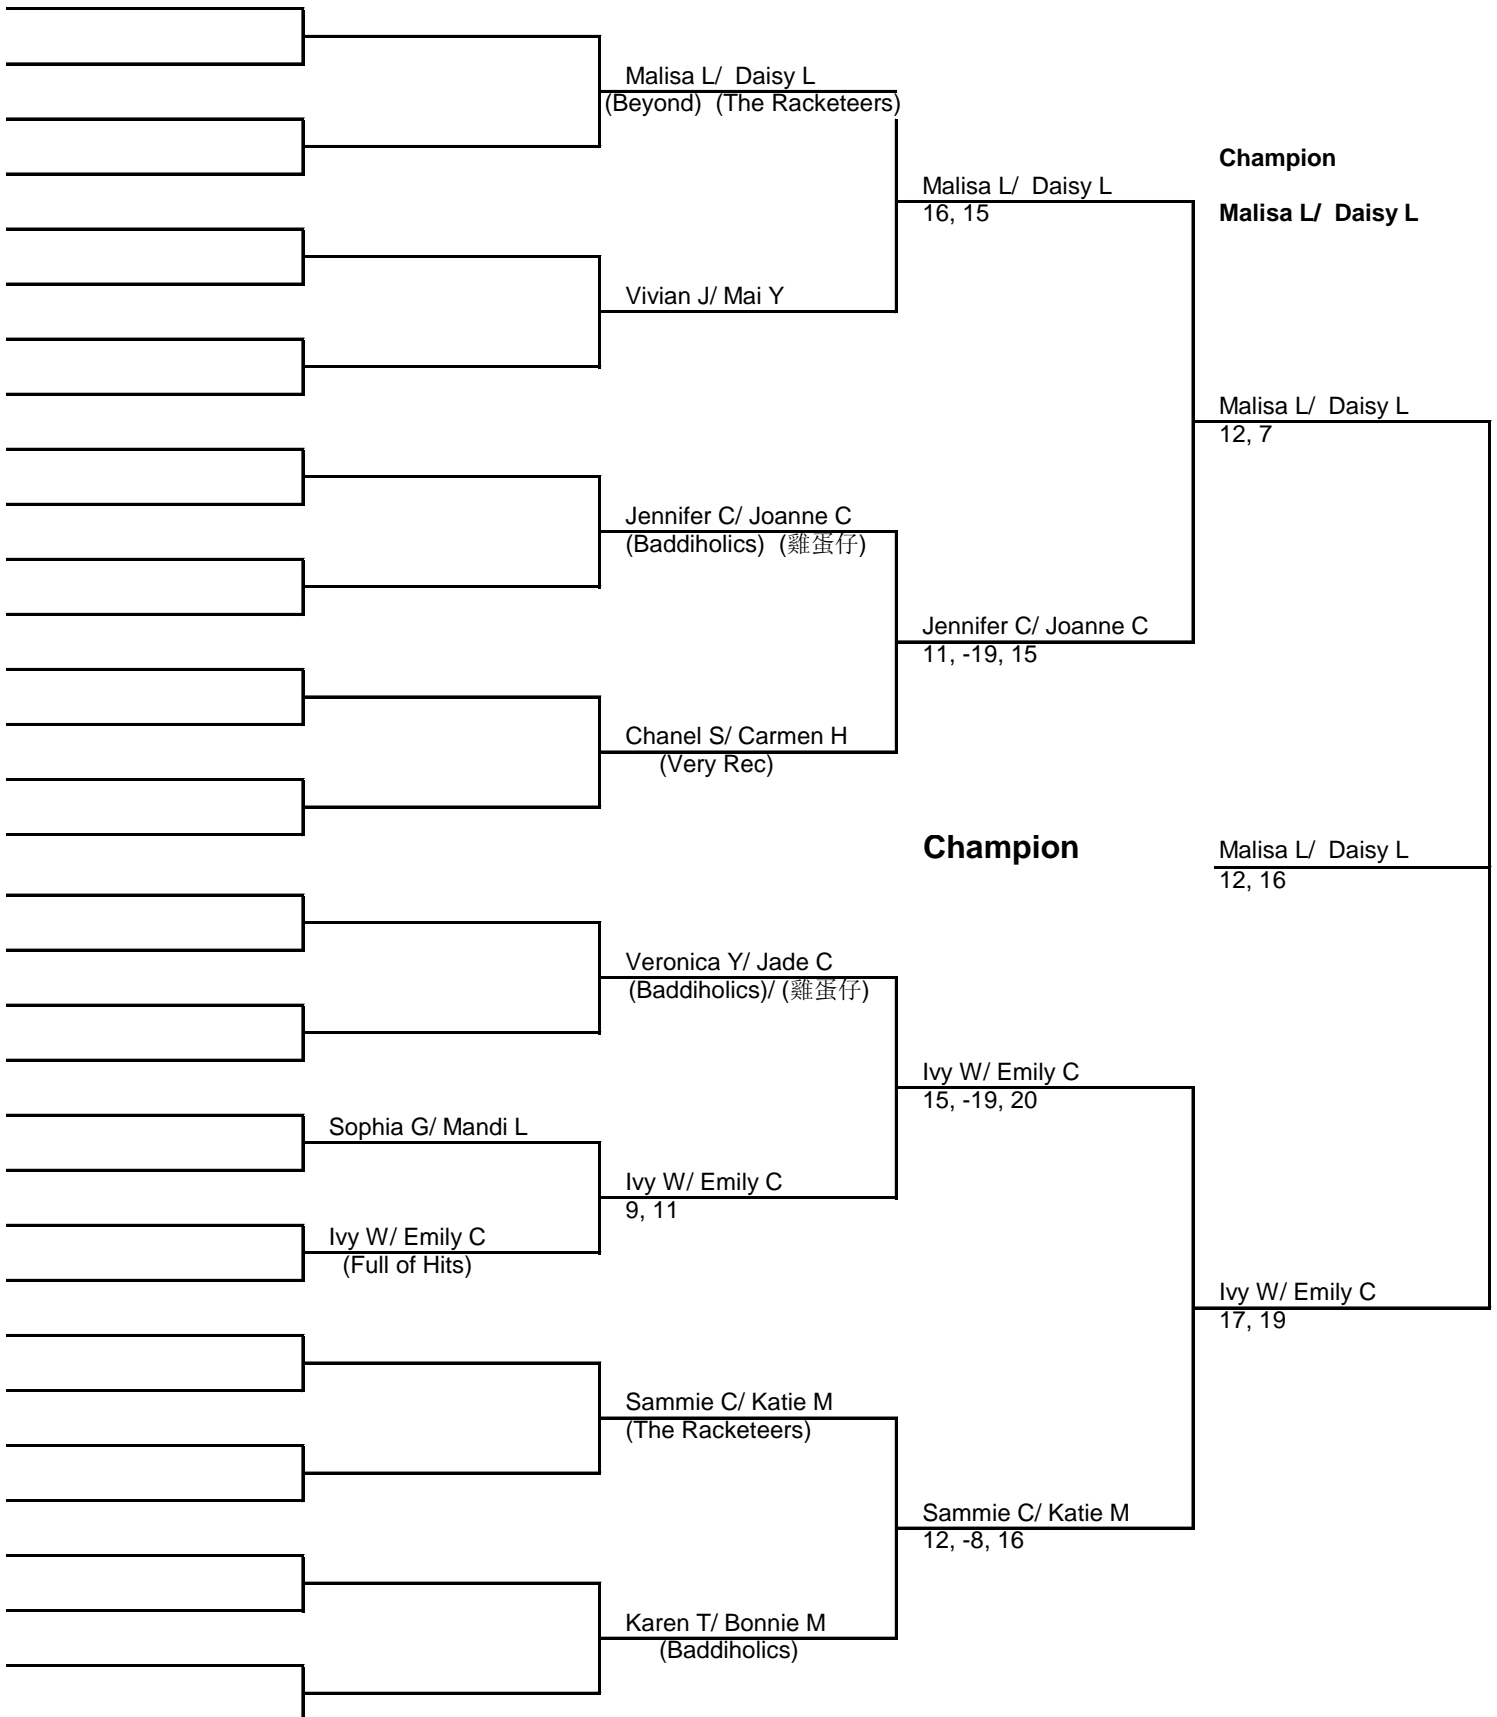 Malisa L/  Daisy L
(Beyond)  (The Racketeers)
Champion
Malisa L/  Daisy L
16, 15
Malisa L/  Daisy L
Vivian J/ Mai Y
Malisa L/  Daisy L
12, 7
Jennifer C/ Joanne C
(Baddiholics)  (雞蛋仔)
Jennifer C/ Joanne C
11, -19, 15
Chanel S/ Carmen H
(Very Rec)
Champion
Malisa L/  Daisy L
12, 16
Veronica Y/ Jade C
(Baddiholics)/ (雞蛋仔)
Ivy W/ Emily C
15, -19, 20
Sophia G/ Mandi L
Ivy W/ Emily C
9, 11
Ivy W/ Emily C
(Full of Hits)
Ivy W/ Emily C
17, 19
Sammie C/ Katie M
(The Racketeers)
Sammie C/ Katie M
12, -8, 16
Karen T/ Bonnie M
(Baddiholics)